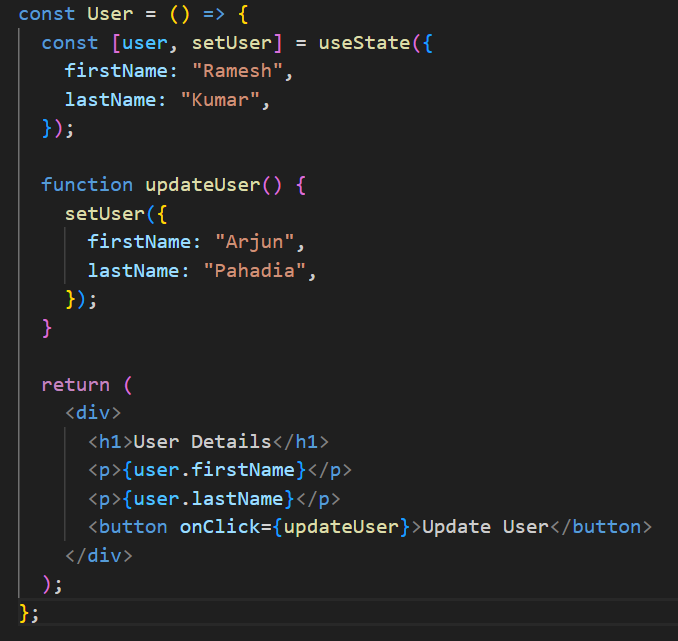 const User = () => {
  const [user, setUser] = useState({
    firstName: "Ramesh",
    lastName: "Kumar",
  });

  function updateUser() {
    setUser({
      firstName: "Arjun",
      lastName: "Pahadia",
    });
  }

  return (
    <div>
      <h1>User Details</h1>
      <p>{user.firstName}</p>
      <p>{user.lastName}</p>
      <button onClick={updateUser}>Update User</button>
    </div>
  );
};